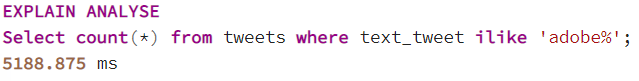 EXPLAIN ANALYSE
Select count(*) from tweets where text_tweet ilike 'adobe%';
5188.875 ms